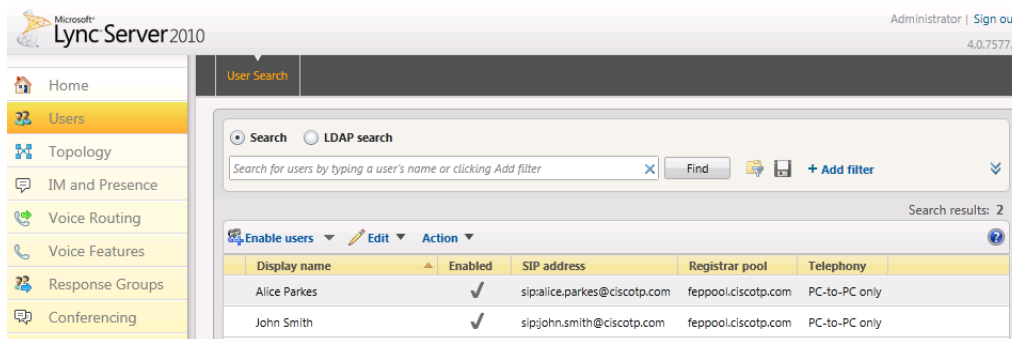 Microsoft®
Lync Server 2010
Administrator | Sign ou
4.0.7577.
Home
Users
Topology
IM and Presence
Voice Routing
Voice Features
Response Groups
Conferencing
User Search
Search LDAP search
Search for users by typing a user's name or clicking Add filter Find + Add filter
Search results: 2
Enable users Edit Action
Display name Enabled SIP address Registrar pool Telephony
Alice Parkes sip:alice.parkes@ciscotp.com feppool.ciscotp.com PC-to-PC only
John Smith sip:john.smith@ciscotp.com feppool.ciscotp.com PC-to-PC only